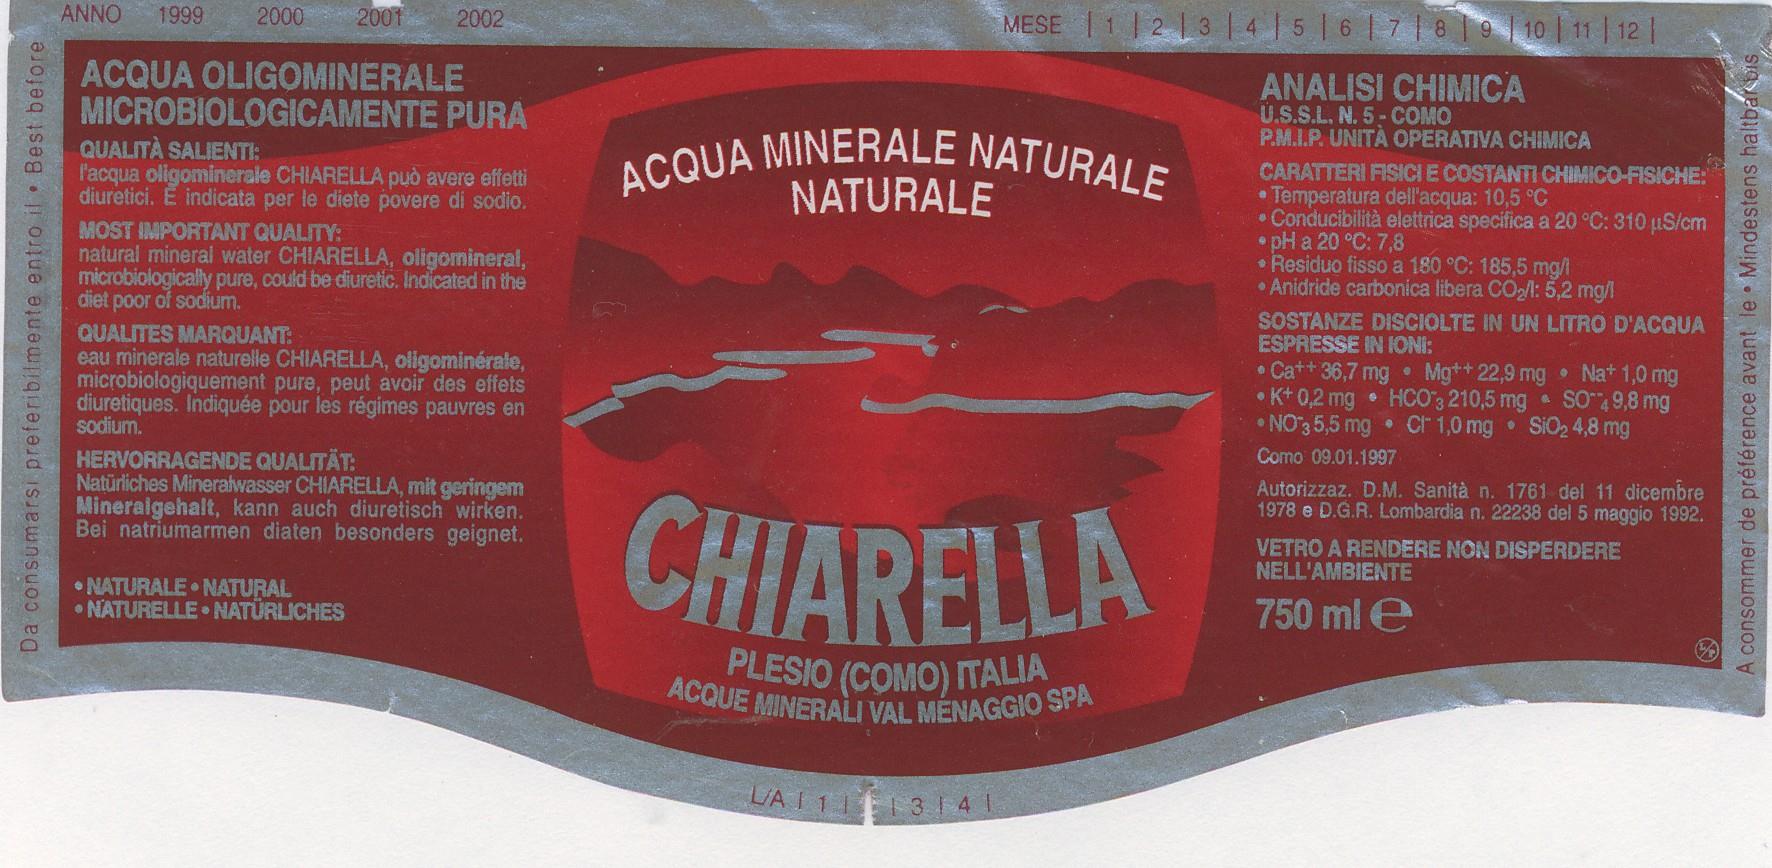 ANNO 1999 2000 2001 2002
MESE | 1 | 2 | 3 | 4 | 5 | 6 | 7 | 8 | 9 | 10 | 11 | 12 |
Da consumarsi preferibilmente entro il • Best before
ACQUA OLIGOMINERALE
MICROBIOLOGICAMENTE PURA
QUALITÀ SALIENTI:
l'acqua oligominerale CHIARELLA può avere effetti
diuretici. È indicata per le diete povere di sodio.
MOST IMPORTANT QUALITY:
natural mineral water CHIARELLA, oligomineral,
microbiologically pure, could be diuretic. Indicated in the
diet poor of sodium.
QUALITES MARQUANT:
eau minerale naturelle CHIARELLA, oligominérale,
microbiologiquement pure, peut avoir des effets
diuretiques. Indiquée pour les régimes pauvres en
sodium.
HERVORRAGENDE QUALITÄT:
Natürliches Mineralwasser CHIARELLA, mit geringem
Mineralgehalt, kann auch diuretisch wirken.
Bei natriumarmen diaten besonders geignet.
• NATURALE • NATURAL
• NATURELLE • NATÜRLICHES
ACQUA MINERALE NATURALE
NATURALE
CHIARELLA
PLESIO (COMO) ITALIA
ACQUE MINERALI VAL MENAGGIO SPA
L/A | 1 | | 3 | 4 |
ANALISI CHIMICA
U.S.S.L. N. 5 - COMO
P.M.I.P. UNITÀ OPERATIVA CHIMICA
CARATTERI FISICI E COSTANTI CHIMICO-FISICHE:
• Temperatura dell'acqua: 10,5 °C
• Conducibilità elettrica specifica a 20 °C: 310 µS/cm
• pH a 20 °C: 7,8
• Residuo fisso a 180 °C: 185,5 mg/l
• Anidride carbonica libera CO₂/l: 5,2 mg/l
SOSTANZE DISCIOLTE IN UN LITRO D'ACQUA
ESPRESSE IN IONI:
• Ca⁺⁺ 36,7 mg • Mg⁺⁺ 22,9 mg • Na⁺ 1,0 mg
• K⁺ 0,2 mg • HCO⁻₃ 210,5 mg • SO⁻⁻₄ 9,8 mg
• NO⁻₃ 5,5 mg • Cl⁻ 1,0 mg • SiO₂ 4,8 mg
Como 09.01.1997
Autorizzaz. D.M. Sanità n. 1761 del 11 dicembre
1978 e D.G.R. Lombardia n. 22238 del 5 maggio 1992.
VETRO A RENDERE NON DISPERDERE
NELL'AMBIENTE
750 ml ℮
A consommer de préférence avant le • Mindestens haltbar bis